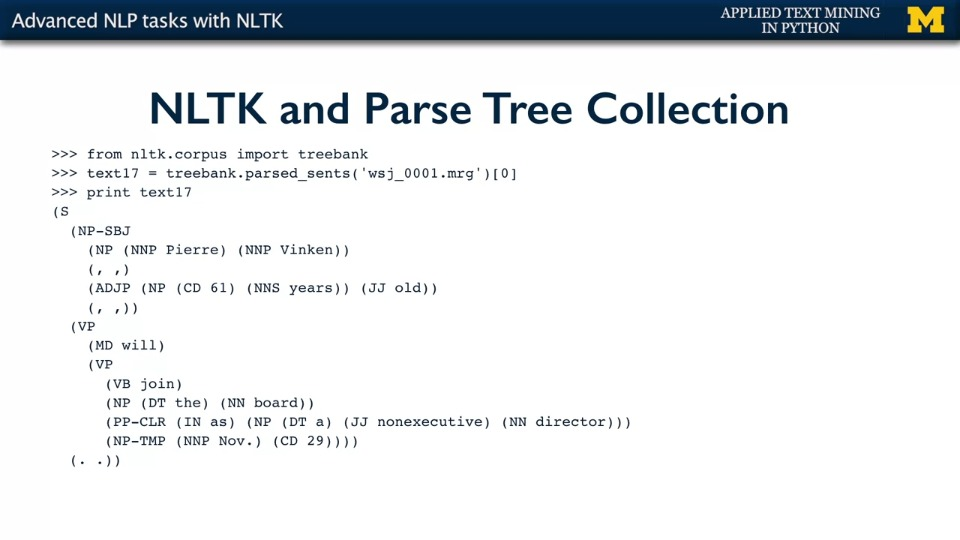 Advanced NLP tasks with NLTK
APPLIED TEXT MINING
IN PYTHON
M
NLTK and Parse Tree Collection
>>> from nltk.corpus import treebank
>>> text17 = treebank.parsed_sents('wsj_0001.mrg')[0]
>>> print text17
(S
  (NP-SBJ
    (NP (NNP Pierre) (NNP Vinken))
    (, ,)
    (ADJP (NP (CD 61) (NNS years)) (JJ old))
    (, ,))
  (VP
    (MD will)
    (VP
      (VB join)
      (NP (DT the) (NN board))
      (PP-CLR (IN as) (NP (DT a) (JJ nonexecutive) (NN director)))
      (NP-TMP (NNP Nov.) (CD 29))))
  (. .))